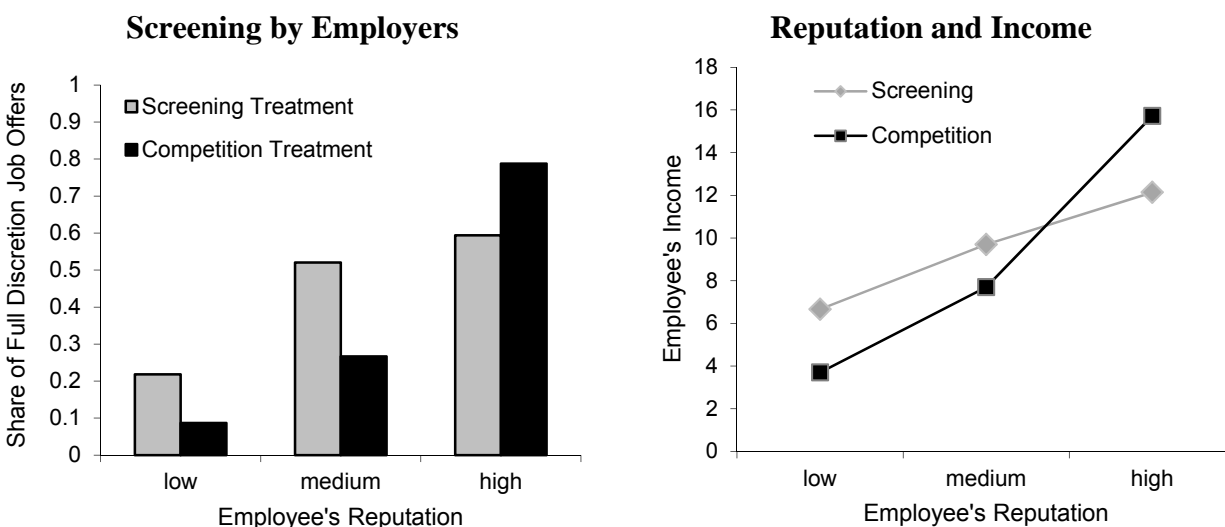 Screening by Employers
Share of Full Discretion Job Offers
1
0.9
0.8
0.7
0.6
0.5
0.4
0.3
0.2
0.1
0
Screening Treatment
Competition Treatment
low medium high
Employee's Reputation
Reputation and Income
Employee's Income
18
16
14
12
10
8
6
4
2
0
Screening
Competition
low medium high
Employee's Reputation